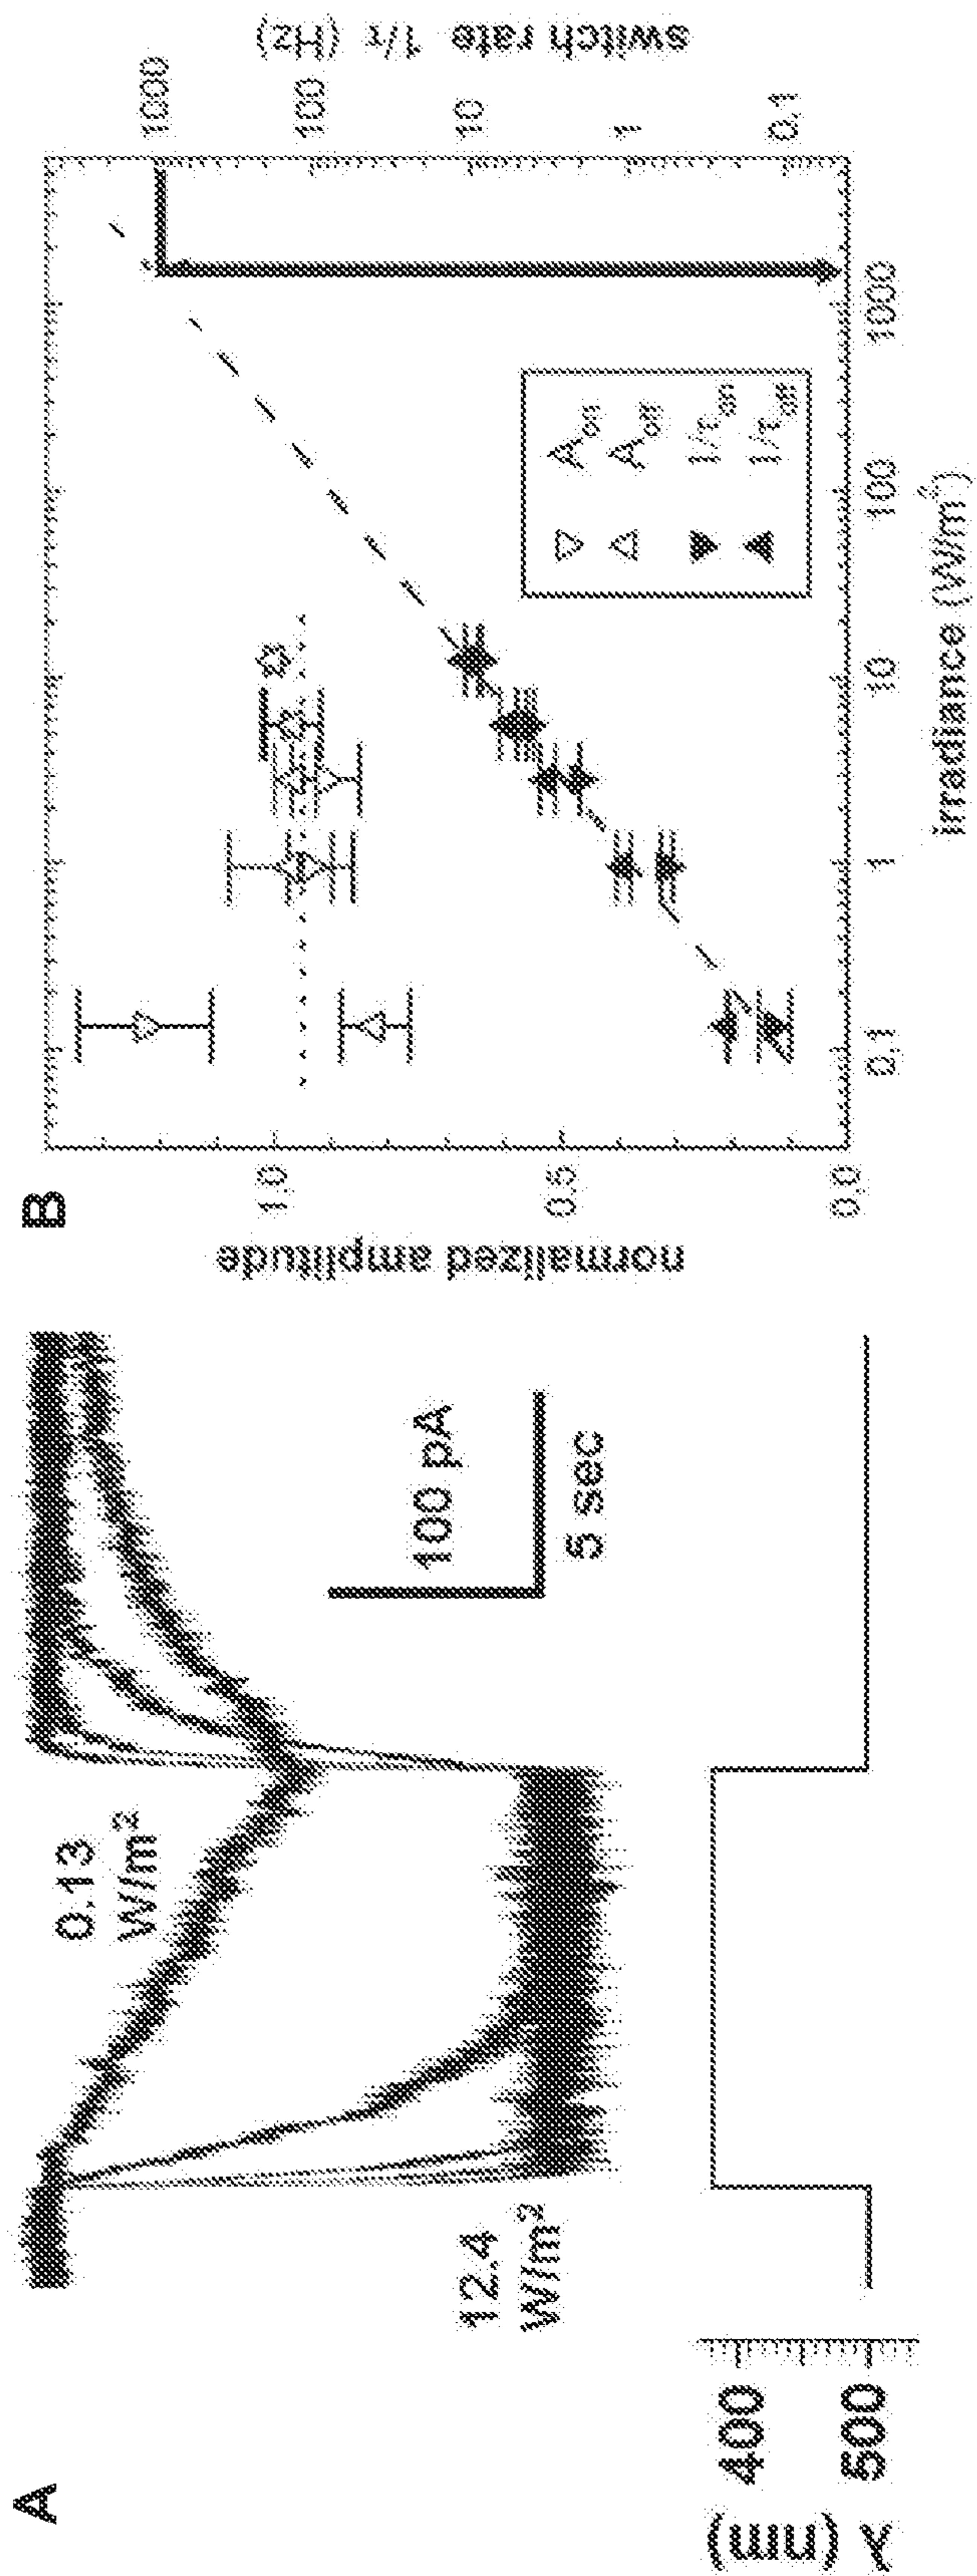 A
0.13
W/m²
12.4
W/m²
100 pA
5 sec
λ (nm)
400
500
B
normalized amplitude
1.0
0.5
0.0
switch rate 1/τ (Hz)
1000
100
10
1
0.1
A_on
A_off
1/τ_on
1/τ_off
0.1
1
10
100
1000
irradiance (W/m²)